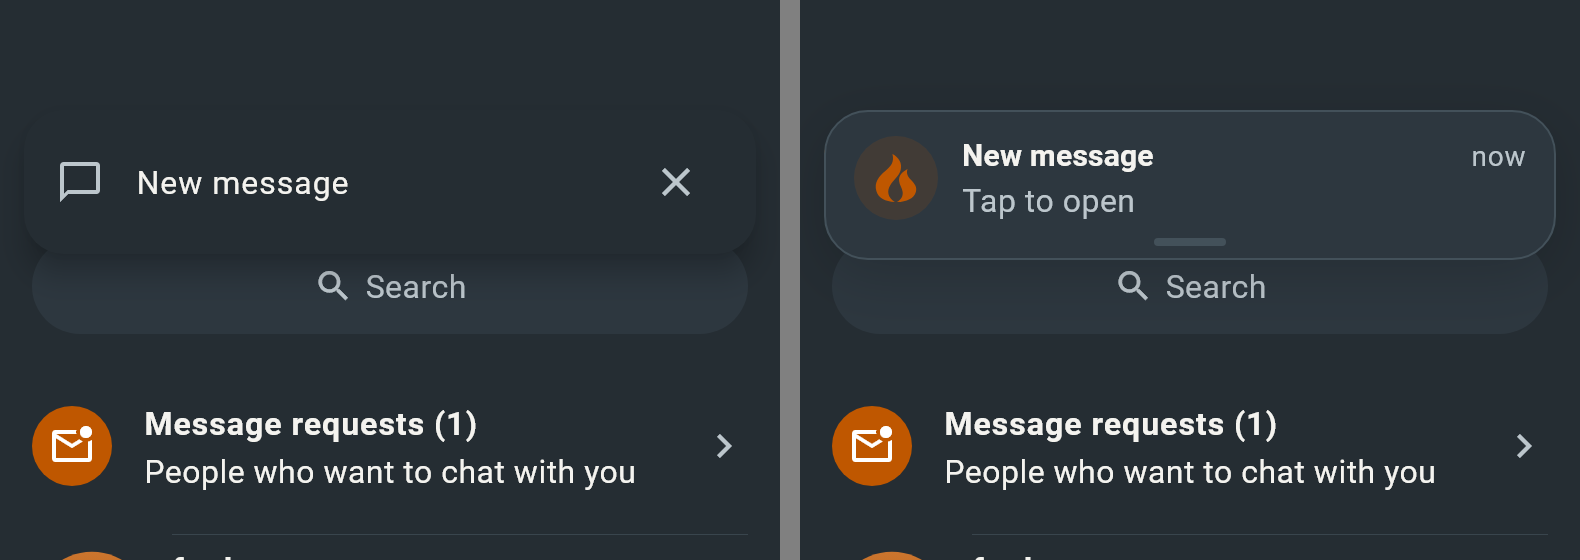 New message
Search
Message requests (1)
People who want to chat with you
New message
now
Tap to open
Search
Message requests (1)
People who want to chat with you